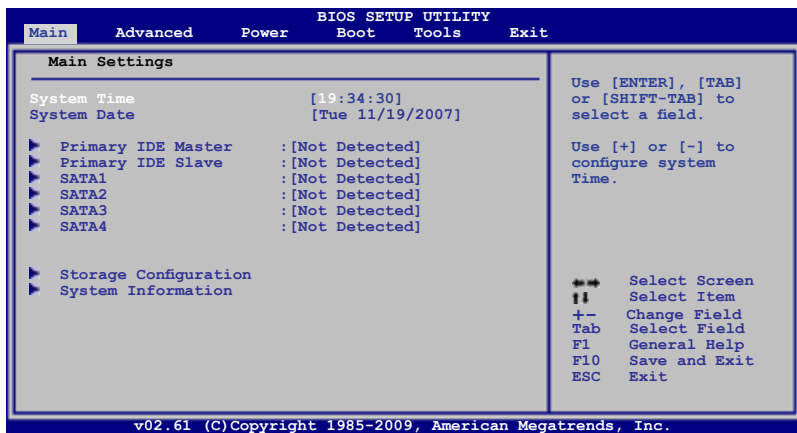 BIOS SETUP UTILITY
Main Advanced Power Boot Tools Exit
Main Settings
System Time [19:34:30]
System Date [Tue 11/19/2007]
Primary IDE Master :[Not Detected]
Primary IDE Slave :[Not Detected]
SATA1 :[Not Detected]
SATA2 :[Not Detected]
SATA3 :[Not Detected]
SATA4 :[Not Detected]
Storage Configuration
System Information
Use [ENTER], [TAB]
or [SHIFT-TAB] to
select a field.
Use [+] or [-] to
configure system
Time.
Select Screen
Select Item
+- Change Field
Tab Select Field
F1 General Help
F10 Save and Exit
ESC Exit
v02.61 (C)Copyright 1985-2009, American Megatrends, Inc.